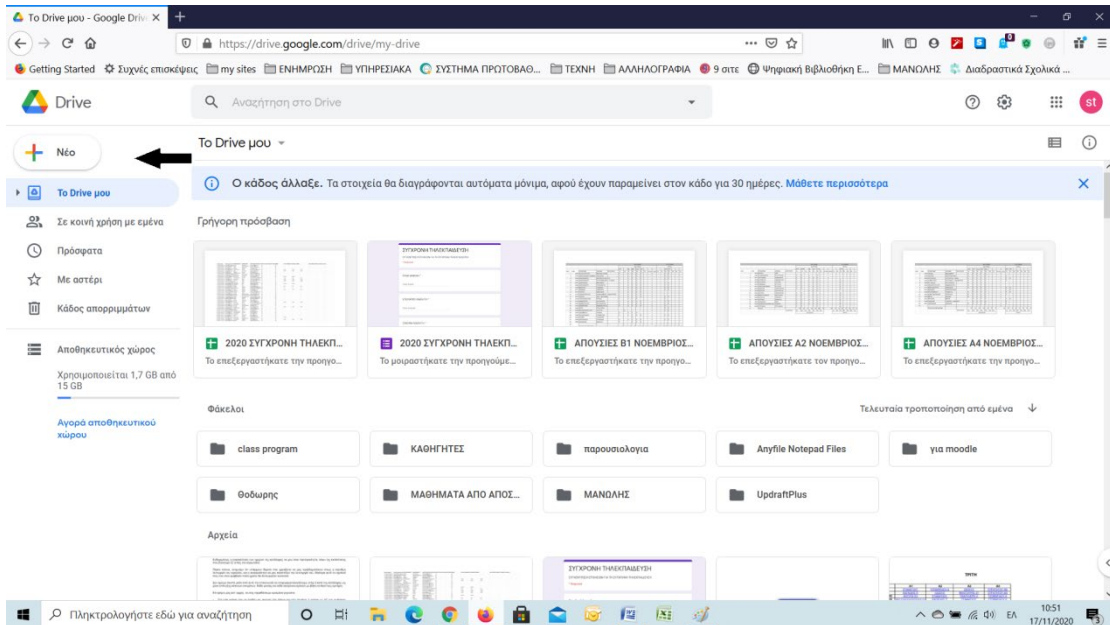 Το Drive μου - Google Driv
https://drive.google.com/drive/my-drive
Getting Started Συχνές επισκέψεις my sites ΕΝΗΜΡΩΣΗ ΥΠΗΡΕΣΙΑΚΑ ΣΥΣΤΗΜΑ ΠΡΩΤΟΒΑΘ... ΤΕΧΝΗ ΑΛΛΗΛΟΓΡΑΦΙΑ 9 σιτε Ψηφιακή Βιβλιοθήκη Ε... ΜΑΝΩΛΗΣ Διαδραστικά Σχολικά ...
Drive
Αναζήτηση στο Drive
st
Νέο
Το Drive μου
Το Drive μου
Σε κοινή χρήση με εμένα
Πρόσφατα
Με αστέρι
Κάδος απορριμμάτων
Αποθηκευτικός χώρος
Χρησιμοποιείται 1,7 GB από
15 GB
Αγορά αποθηκευτικού
χώρου
Ο κάδος άλλαξε. Τα στοιχεία θα διαγράφονται αυτόματα μόνιμα, αφού έχουν παραμείνει στον κάδο για 30 ημέρες. Μάθετε περισσότερα
Γρήγορη πρόσβαση
ΣΥΓΧΡΟΝΗ ΤΗΛΕΚΠΑΙΔΕΥΣΗ
2020 ΣΥΓΧΡΟΝΗ ΤΗΛΕΚΠ...
Το επεξεργαστήκατε την προηγο...
2020 ΣΥΓΧΡΟΝΗ ΤΗΛΕΚΠ...
Το μοιραστήκατε την προηγούμε...
ΑΠΟΥΣΙΕΣ Β1 ΝΟΕΜΒΡΙΟΣ...
Το επεξεργαστήκατε την προηγο...
ΑΠΟΥΣΙΕΣ Α2 ΝΟΕΜΒΡΙΟΣ...
Το επεξεργαστήκατε τον προηγο...
ΑΠΟΥΣΙΕΣ Α4 ΝΟΕΜΒΡΙΟΣ...
Το επεξεργαστήκατε την προηγο...
Φάκελοι
Τελευταία τροποποίηση από εμένα
class program
ΚΑΘΗΓΗΤΕΣ
παρουσιολογια
Anyfile Notepad Files
για moodle
Θοδωρης
ΜΑΘΗΜΑΤΑ ΑΠΟ ΑΠΟΣ...
ΜΑΝΩΛΗΣ
UpdraftPlus
Αρχεία
ΣΥΓΧΡΟΝΗ ΤΗΛΕΚΠΑΙΔΕΥΣΗ
ΤΡΙΤΗ
Πληκτρολογήστε εδώ για αναζήτηση
ΕΛ
10:51
17/11/2020